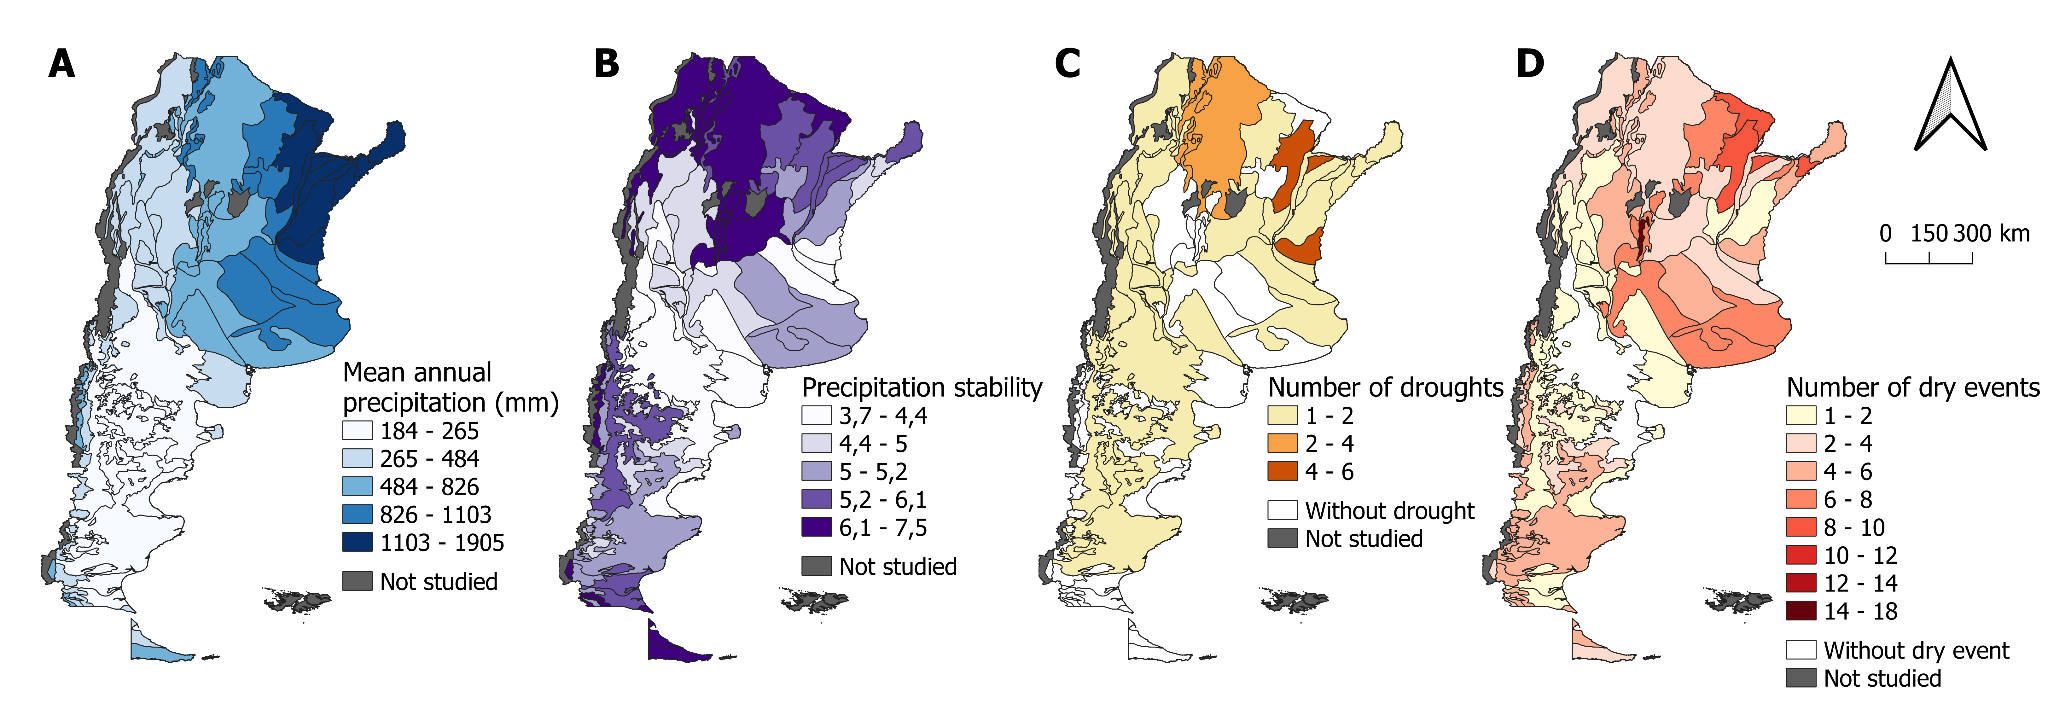 A
B
C
D
0 150 300 km
Mean annual
precipitation (mm)
184 - 265
265 - 484
484 - 826
826 - 1103
1103 - 1905
Not studied
Precipitation stability
3,7 - 4,4
4,4 - 5
5 - 5,2
5,2 - 6,1
6,1 - 7,5
Not studied
Number of droughts
1 - 2
2 - 4
4 - 6
Without drought
Not studied
Number of dry events
1 - 2
2 - 4
4 - 6
6 - 8
8 - 10
10 - 12
12 - 14
14 - 18
Without dry event
Not studied